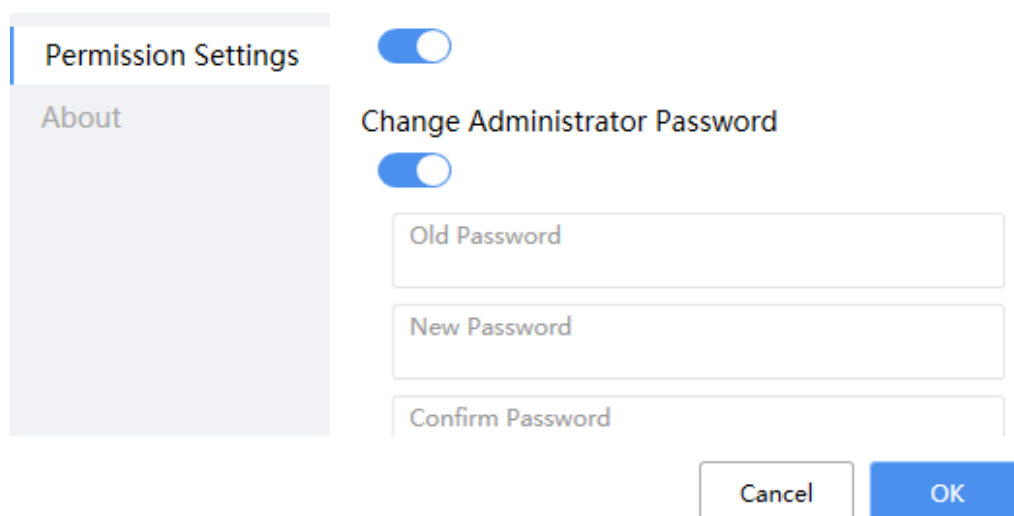 Permission Settings
About
Change Administrator Password
Old Password
New Password
Confirm Password
Cancel
OK